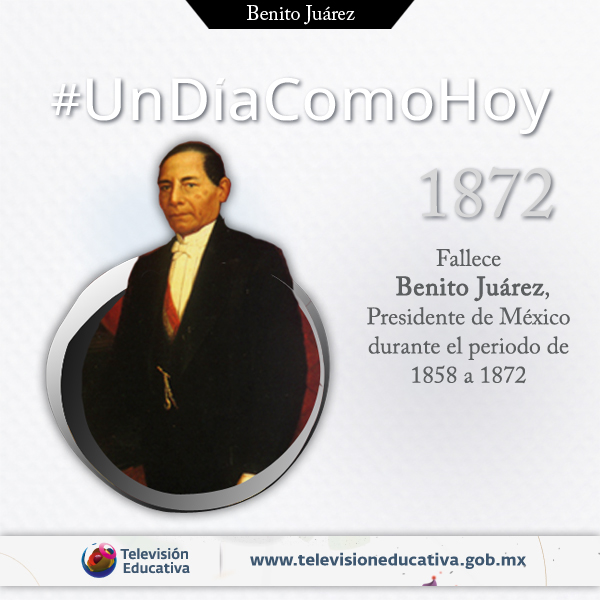 Benito Juárez
#UnDiaComoHoy
1872
Fallece
Benito Juárez,
Presidente de México
durante el periodo de
1858 a 1872
Televisión
Educativa
www.televisioneducativa.gob.mx